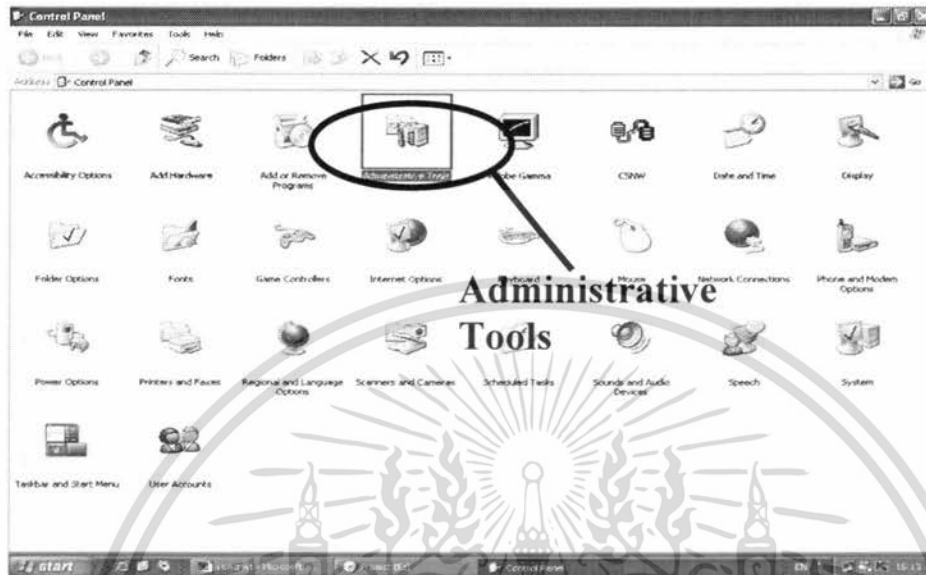 Control Panel
File Edit View Favorites Tools Help
Search Folders
Address Control Panel Go
Accessibility Options Add Hardware Add or Remove Programs Administrative Tools Adobe Gamma CSNW Date and Time Display
Folder Options Fonts Game Controllers Internet Options Keyboard Mouse Network Connections Phone and Modem Options
Administrative
Tools
Power Options Printers and Faxes Regional and Language Options Scanners and Cameras Scheduled Tasks Sounds and Audio Devices Speech System
Taskbar and Start Menu User Accounts
start Control Panel EN 15:13